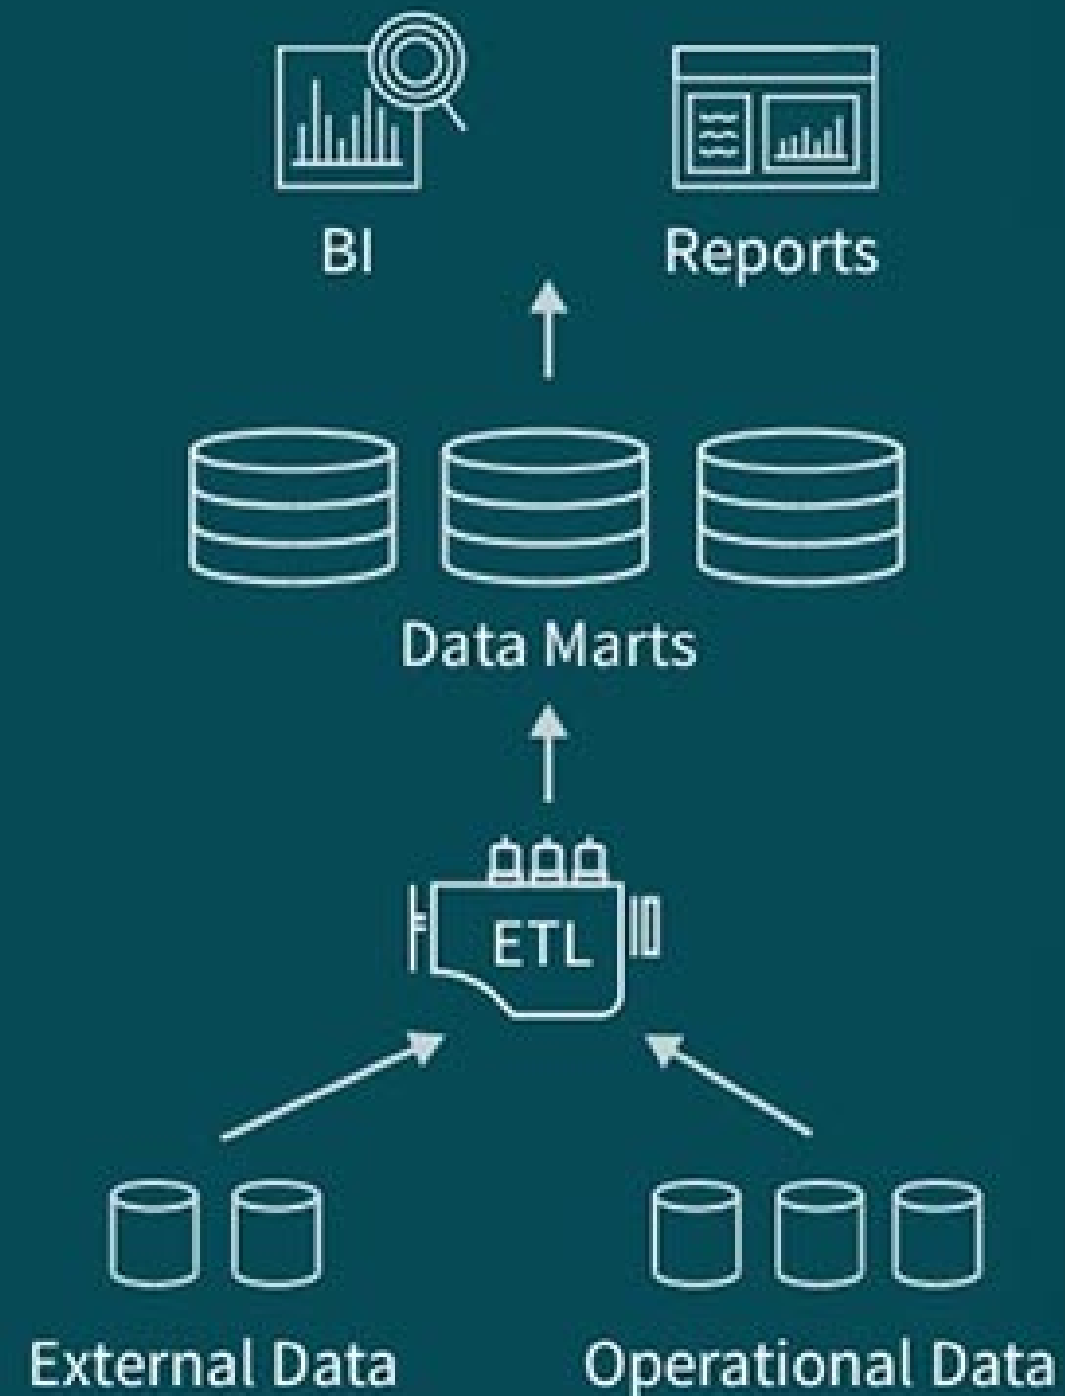 BI
Reports
Data Marts
ETL
External Data
Operational Data